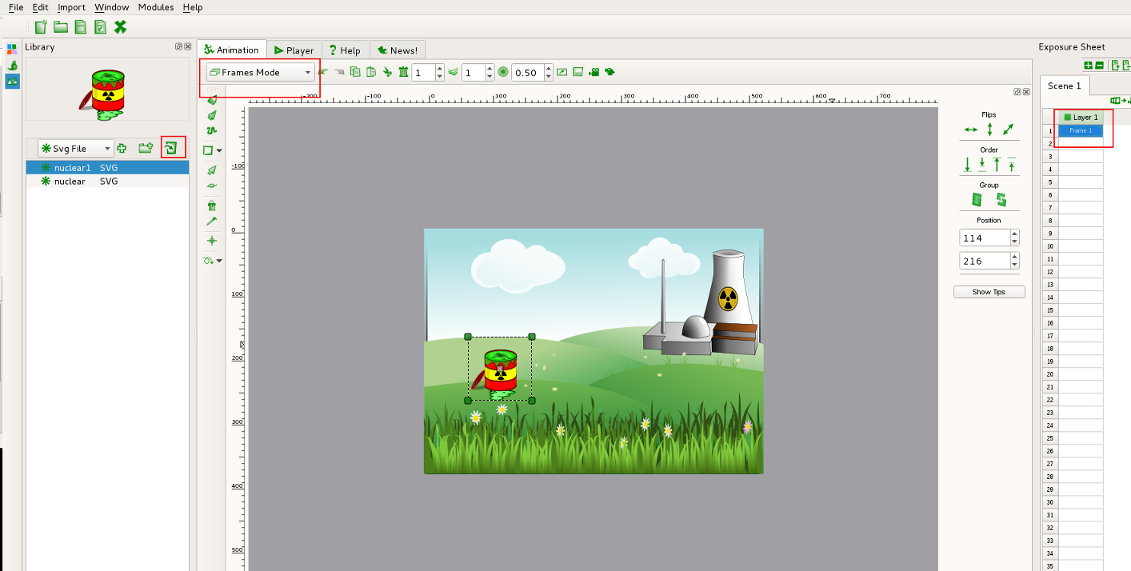 File Edit Import Window Modules Help
Library
Animation Player Help News!
Exposure Sheet
Frames Mode 1 1 0.50
Scene 1
-200 -100 0 100 200 300 400 500 600 700
Flips
Layer 1
1 Frame 1
Svg File
Order
nuclear1 SVG
nuclear SVG
Group
Position
114
216
Show Tips
-100
0
100
200
300
400
500
2
3
4
5
6
7
8
9
10
11
12
13
14
15
16
17
18
19
20
21
22
23
24
25
26
27
28
29
30
31
32
33
34
35